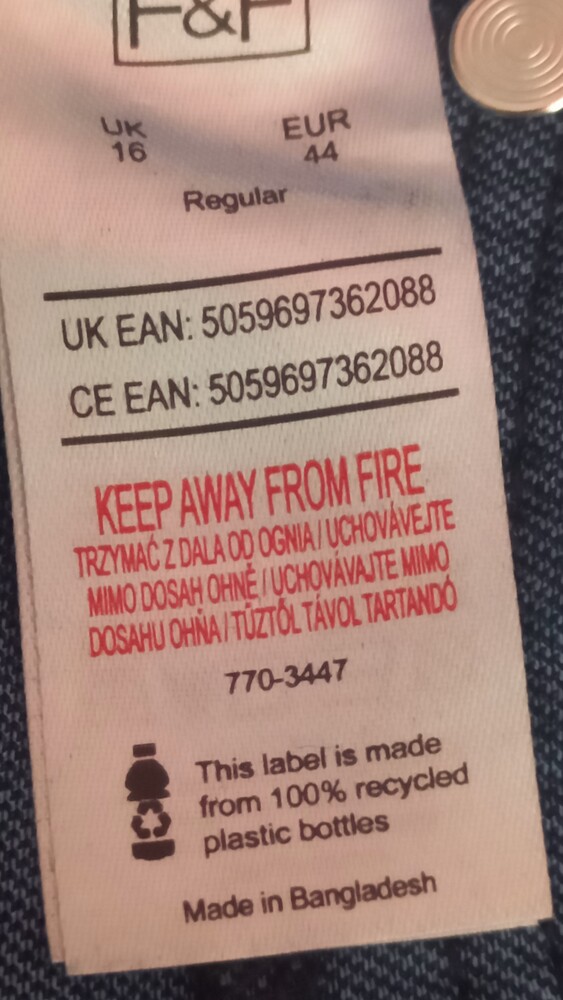 F&F
UK
16
EUR
44
Regular
UK EAN: 5059697362088
CE EAN: 5059697362088
KEEP AWAY FROM FIRE
TRZYMAĆ Z DALA OD OGNIA / UCHOVÁVEJTE
MIMO DOSAH OHNĚ / UCHOVÁVAJTE MIMO
DOSAHU OHŇA / TŰZTŐL TÁVOL TARTANDÓ
770-3447
This label is made
from 100% recycled
plastic bottles
Made in Bangladesh